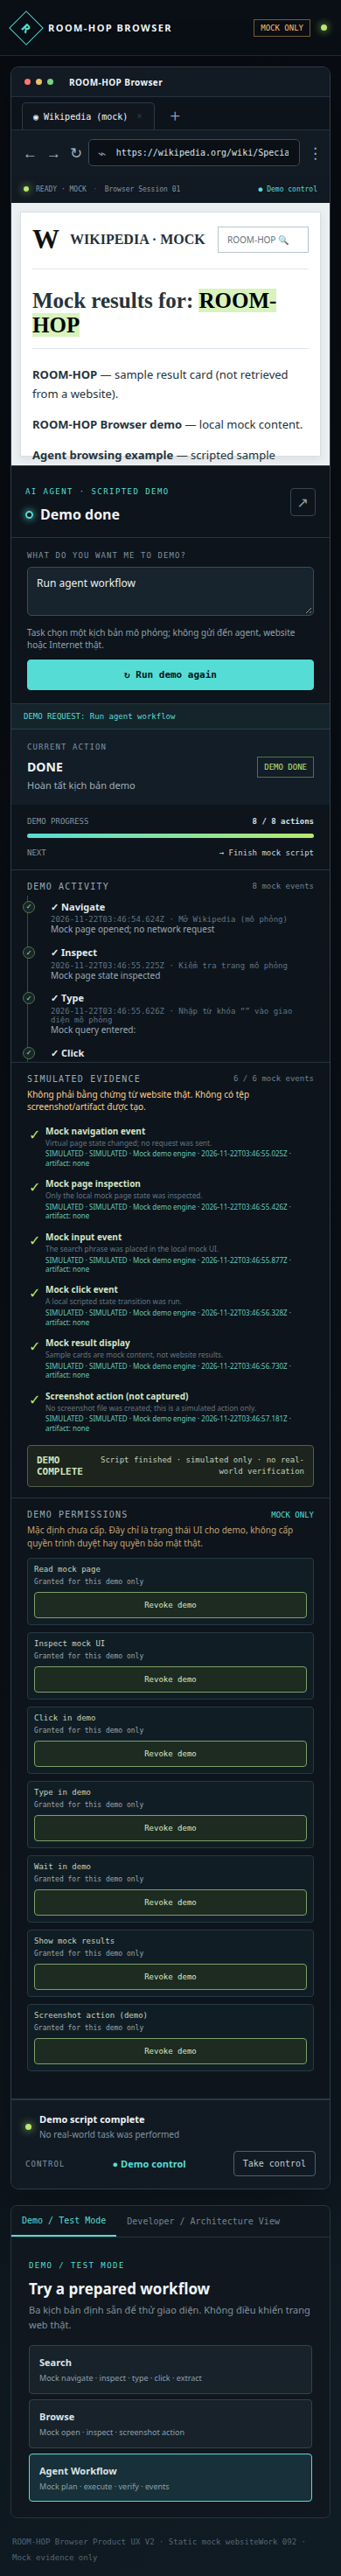 ROOM-HOP BROWSER
MOCK ONLY
ROOM-HOP Browser
Wikipedia (mock) ×
+
https://wikipedia.org/wiki/Specia
READY · MOCK · Browser Session 01
● Demo control
W WIKIPEDIA · MOCK
ROOM-HOP 🔍
Mock results for: ROOM-
HOP
ROOM-HOP — sample result card (not retrieved
from a website).
ROOM-HOP Browser demo — local mock content.
Agent browsing example — scripted sample
AI AGENT · SCRIPTED DEMO
Demo done
↗
WHAT DO YOU WANT ME TO DEMO?
Run agent workflow
Task chọn một kịch bản mô phỏng; không gửi đến agent, website
hoặc Internet thật.
↻ Run demo again
DEMO REQUEST: Run agent workflow
CURRENT ACTION
DONE
DEMO DONE
Hoàn tất kịch bản demo
DEMO PROGRESS
8 / 8 actions
NEXT
→ Finish mock script
DEMO ACTIVITY
8 mock events
✓ Navigate
2026-11-22T03:46:54.624Z · Mở Wikipedia (mô phỏng)
Mock page opened; no network request
✓ Inspect
2026-11-22T03:46:55.225Z · Kiểm tra trang mô phỏng
Mock page state inspected
✓ Type
2026-11-22T03:46:55.626Z · Nhập từ khóa “” vào giao
diện mô phỏng
Mock query entered:
✓ Click
SIMULATED EVIDENCE
6 / 6 mock events
Không phải bằng chứng từ website thật. Không có tệp
screenshot/artifact được tạo.
✓ Mock navigation event
Virtual page state changed; no request was sent.
SIMULATED · SIMULATED · Mock demo engine · 2026-11-22T03:46:55.025Z ·
artifact: none
✓ Mock page inspection
Only the local mock page state was inspected.
SIMULATED · SIMULATED · Mock demo engine · 2026-11-22T03:46:55.426Z ·
artifact: none
✓ Mock input event
The search phrase was placed in the local mock UI.
SIMULATED · SIMULATED · Mock demo engine · 2026-11-22T03:46:55.877Z ·
artifact: none
✓ Mock click event
A local scripted state transition was run.
SIMULATED · SIMULATED · Mock demo engine · 2026-11-22T03:46:56.328Z ·
artifact: none
✓ Mock result display
Sample cards are mock content, not website results.
SIMULATED · SIMULATED · Mock demo engine · 2026-11-22T03:46:56.730Z ·
artifact: none
✓ Screenshot action (not captured)
No screenshot file was created; this is a simulated action only.
SIMULATED · SIMULATED · Mock demo engine · 2026-11-22T03:46:57.181Z ·
artifact: none
DEMO
COMPLETE
Script finished · simulated only · no real-
world verification
DEMO PERMISSIONS
MOCK ONLY
Mặc định chưa cấp. Đây chỉ là trạng thái UI cho demo, không cấp
quyền trình duyệt hay quyền bảo mật thật.
Read mock page
Granted for this demo only
Revoke demo
Inspect mock UI
Granted for this demo only
Revoke demo
Click in demo
Granted for this demo only
Revoke demo
Type in demo
Granted for this demo only
Revoke demo
Wait in demo
Granted for this demo only
Revoke demo
Show mock results
Granted for this demo only
Revoke demo
Screenshot action (demo)
Granted for this demo only
Revoke demo
Demo script complete
No real-world task was performed
CONTROL
● Demo control
Take control
Demo / Test Mode
Developer / Architecture View
DEMO / TEST MODE
Try a prepared workflow
Ba kịch bản định sẵn để thử giao diện. Không điều khiển trang
web thật.
Search
Mock navigate · inspect · type · click · extract
Browse
Mock open · inspect · screenshot action
Agent Workflow
Mock plan · execute · verify · events
ROOM-HOP Browser Product UX V2 · Static mock websiteWork 092 ·
Mock evidence only